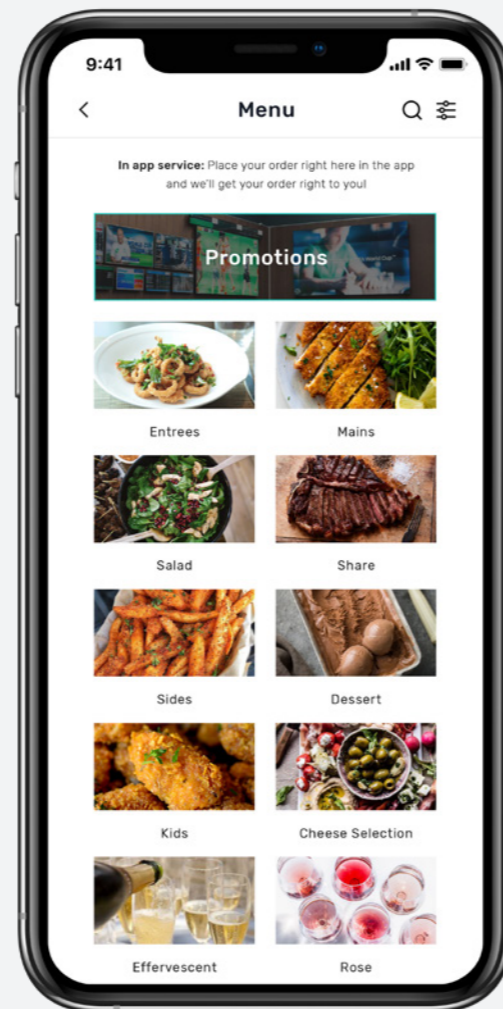 9:41
Menu
In app service: Place your order right here in the app
and we'll get your order right to you!
Promotions
Entrees
Mains
Salad
Share
Sides
Dessert
Kids
Cheese Selection
Effervescent
Rose